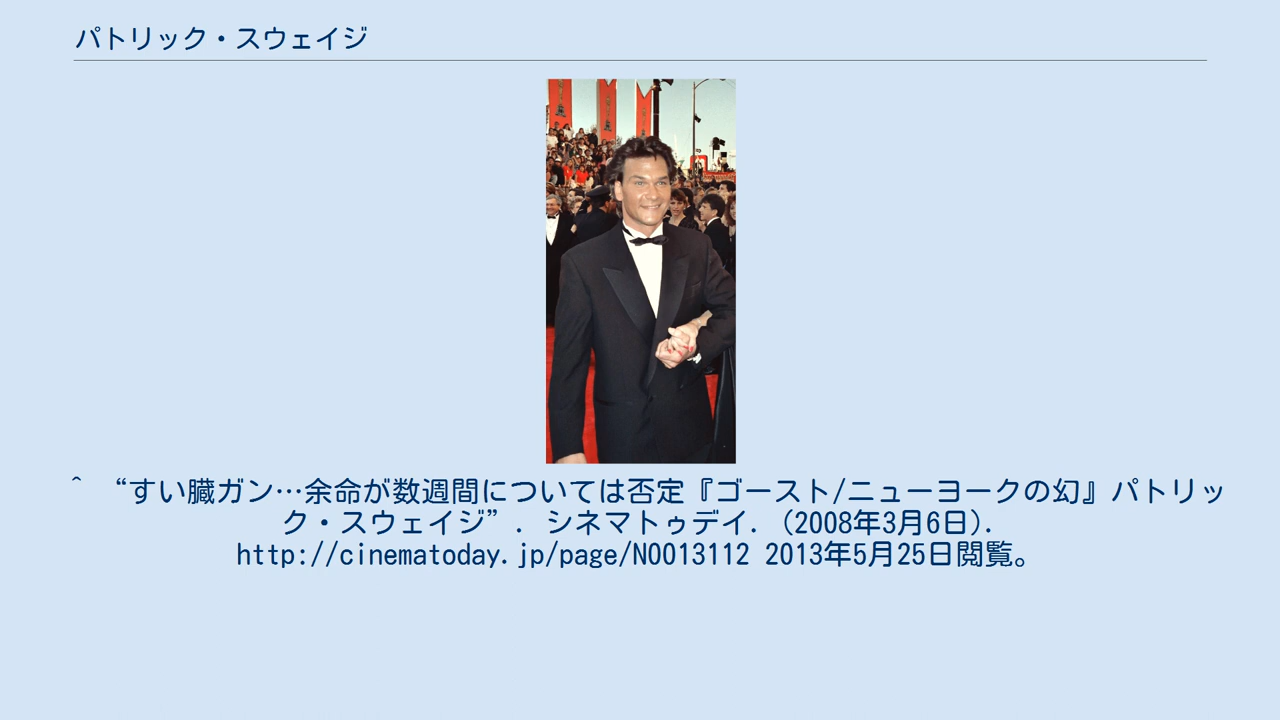 パトリック・スウェイジ
^ “すい臓ガン…余命が数週間については否定『ゴースト/ニューヨークの幻』パトリッ
ク・スウェイジ”. シネマトゥデイ. (2008年3月6日).
http://cinematoday.jp/page/N0013112 2013年5月25日閲覧。